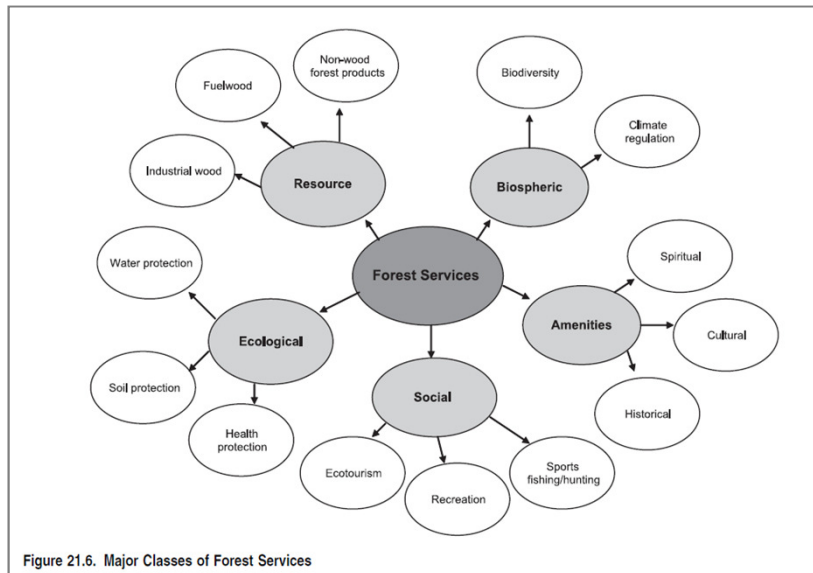 Non-wood
forest products
Fuelwood
Industrial wood
Resource
Biodiversity
Climate
regulation
Biospheric
Forest Services
Water protection
Ecological
Soil protection
Health
protection
Spiritual
Amenities
Cultural
Historical
Social
Ecotourism
Recreation
Sports
fishing/hunting
Figure 21.6. Major Classes of Forest Services